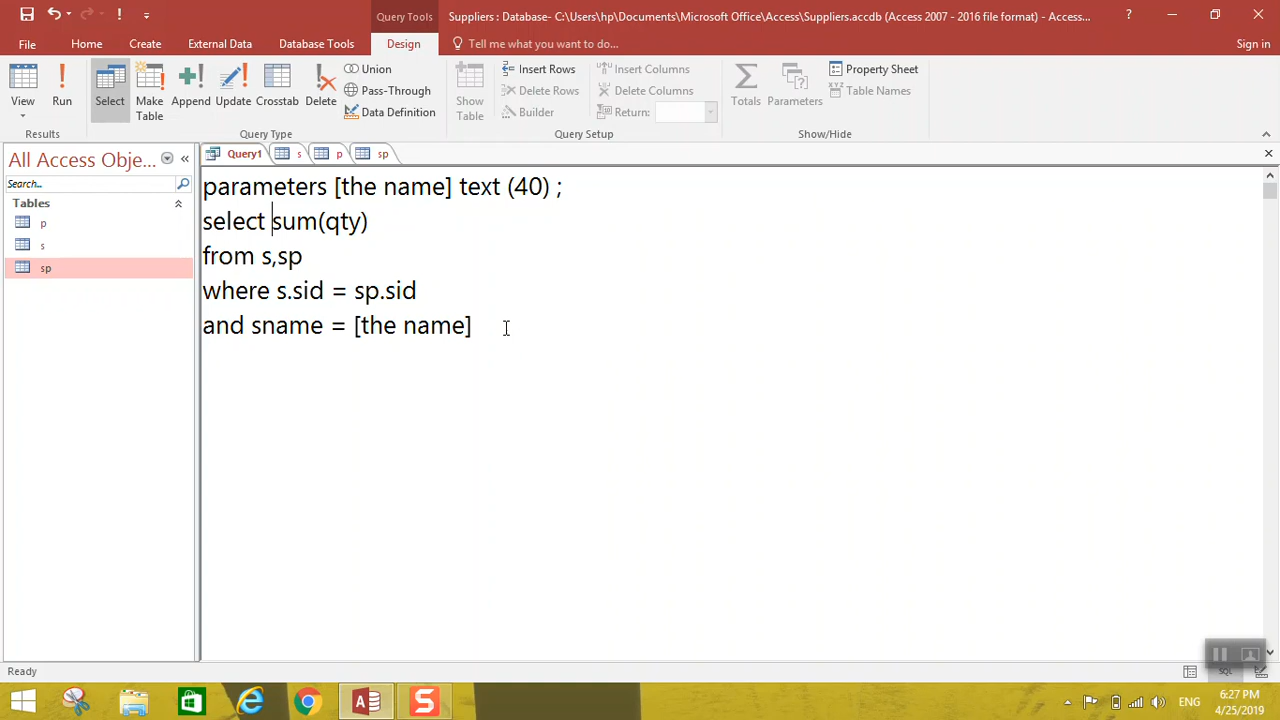 Query Tools
Suppliers : Database- C:\Users\hp\Documents\Microsoft Office\Access\Suppliers.accdb (Access 2007 - 2016 file format) - Access...
?
File
Home
Create
External Data
Database Tools
Design
Tell me what you want to do...
Sign in
View
Run
Select
Make Table
Append
Update
Crosstab
Delete
Union
Pass-Through
Data Definition
Show Table
Insert Rows
Delete Rows
Builder
Insert Columns
Delete Columns
Return:
Totals
Parameters
Property Sheet
Table Names
Results
Query Type
Query Setup
Show/Hide
All Access Obje...
Search...
Tables
p
s
sp
Query1
s
p
sp
parameters [the name] text (40) ;
select sum(qty)
from s,sp
where s.sid = sp.sid
and sname = [the name]
Ready
SQL
ENG
6:27 PM
4/25/2019